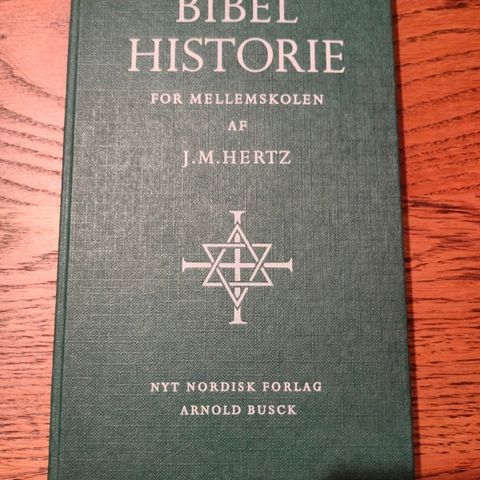 BIBEL
HISTORIE
FOR MELLEMSKOLEN
AF
J.M.HERTZ
NYT NORDISK FORLAG
ARNOLD BUSCK